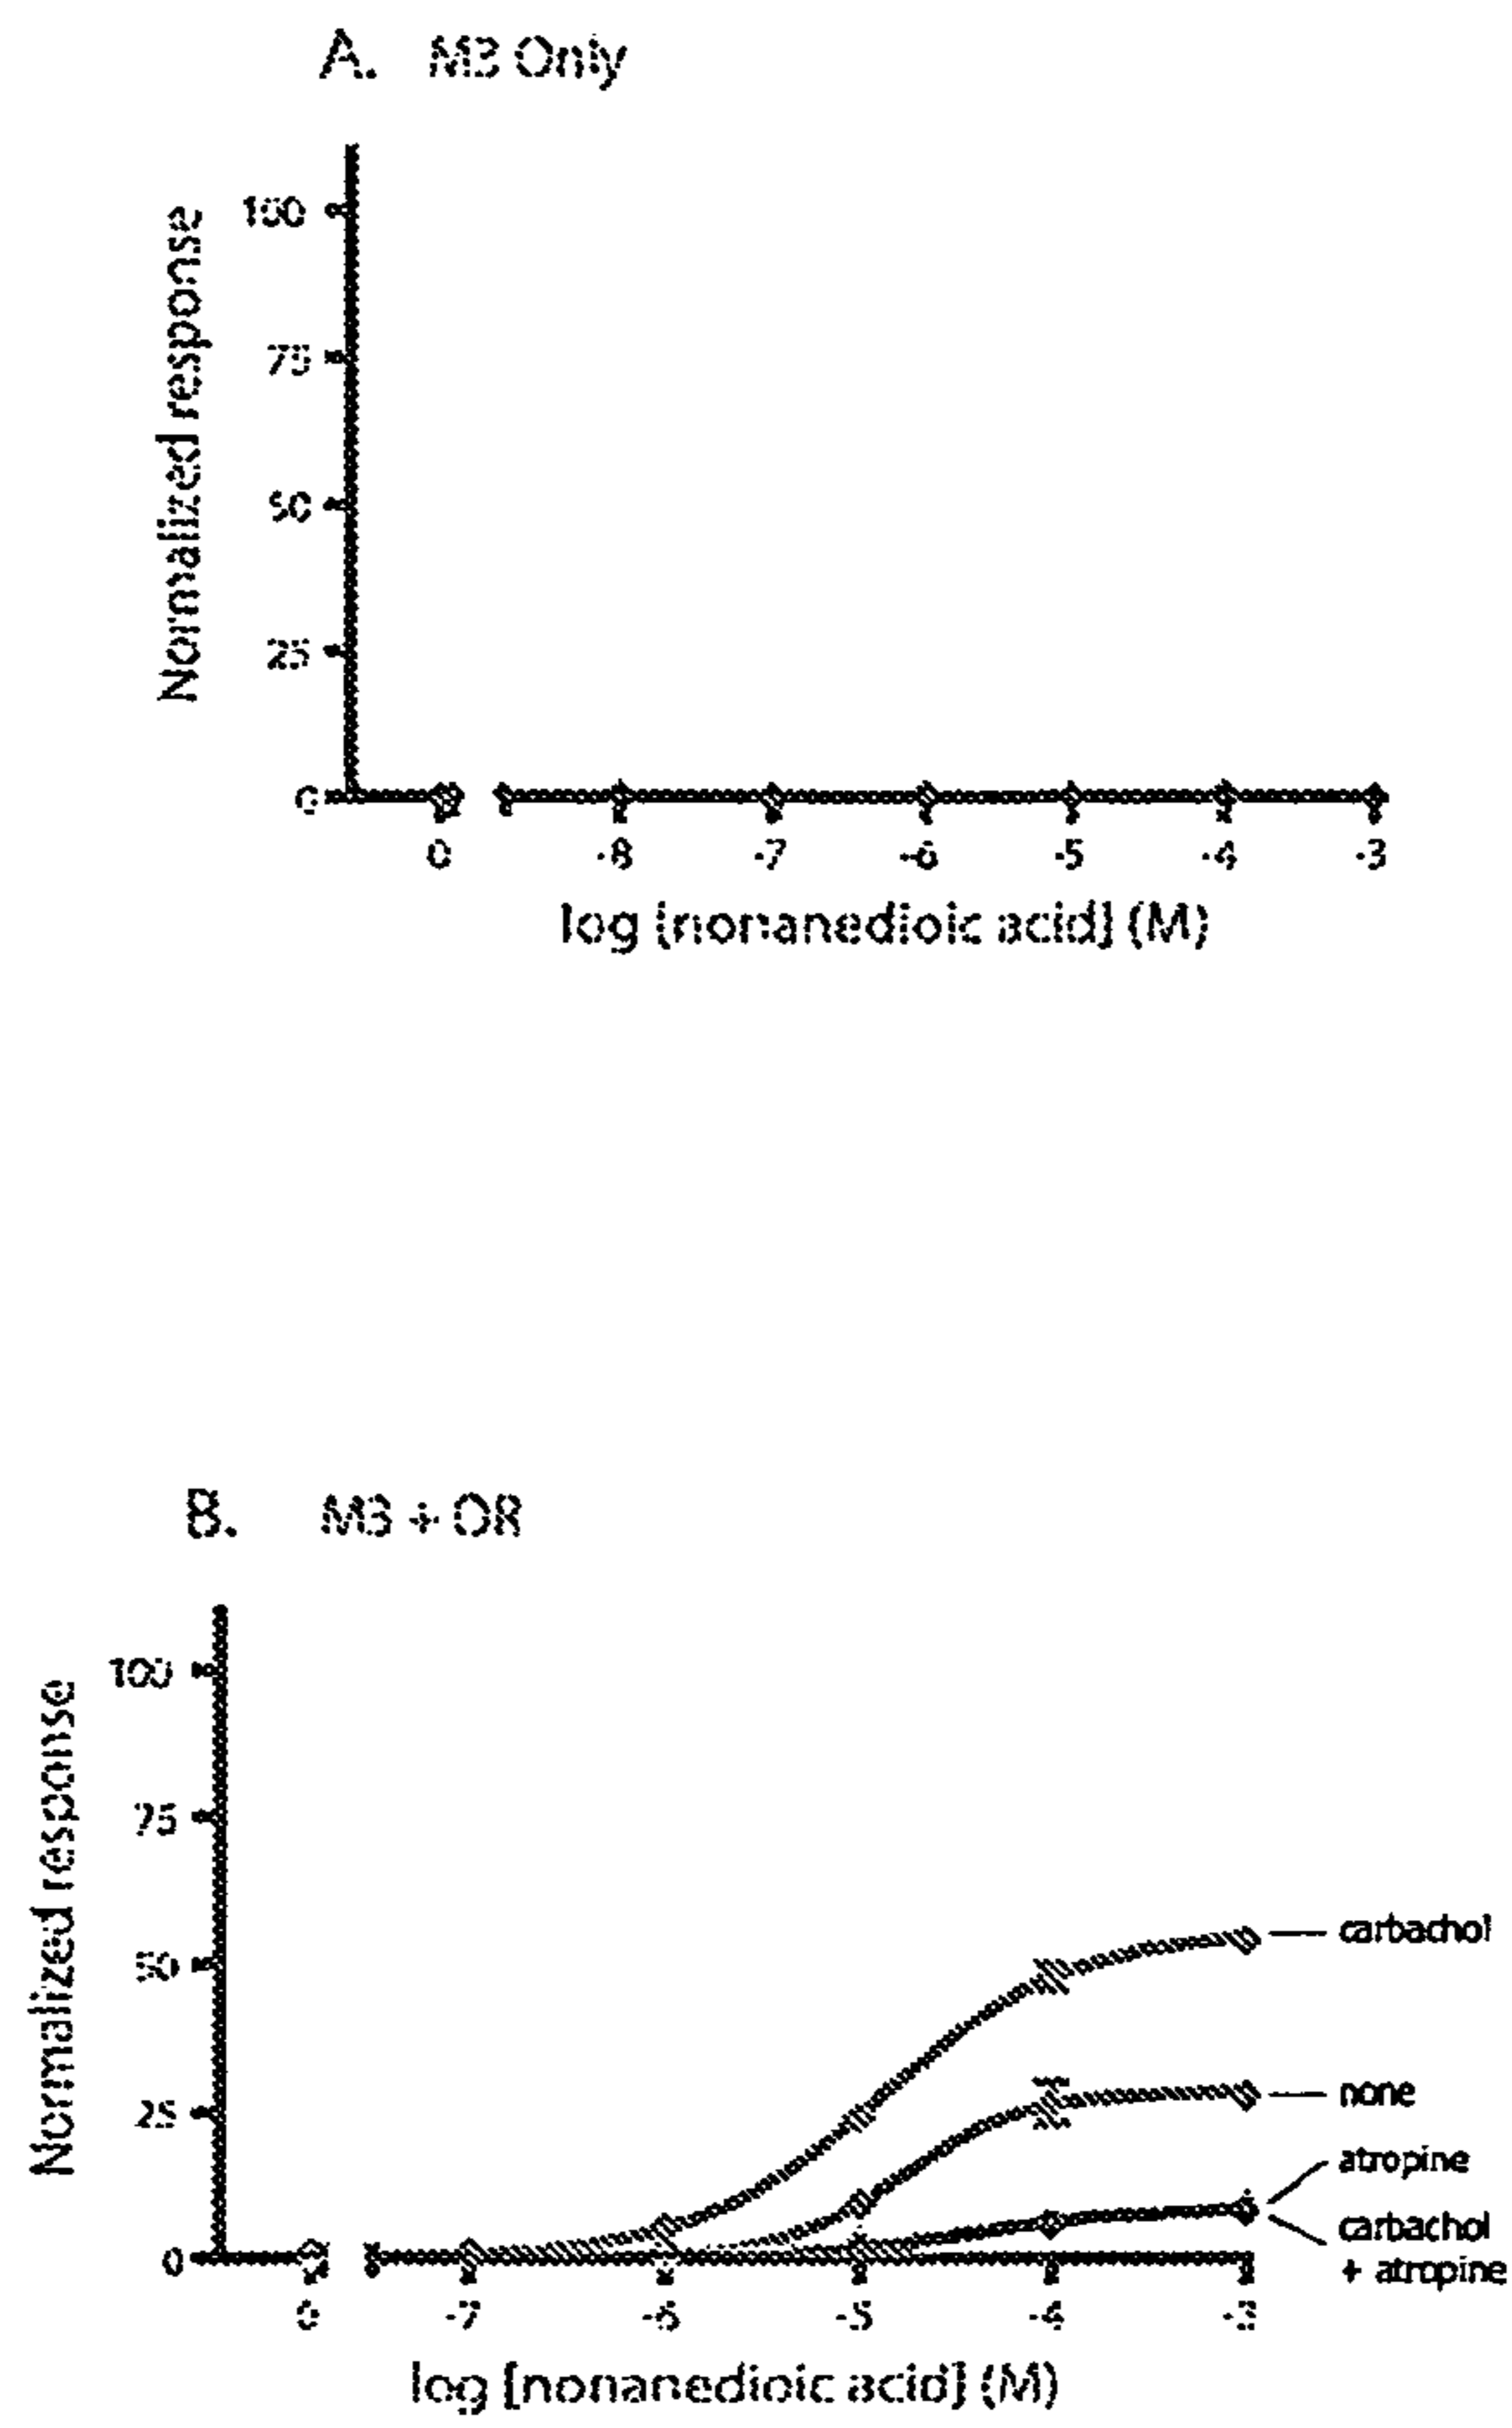 A. M3 Only
Normalized response
100
75
50
25
0
0 -8 -7 -6 -5 -4 -3
log [nonanedioic acid] (M)
B. M3 + OR
Normalized response
100
75
50
25
0
carbachol
none
atropine
carbachol
+ atropine
0 -7 -6 -5 -4 -3
log [nonanedioic acid] (M)